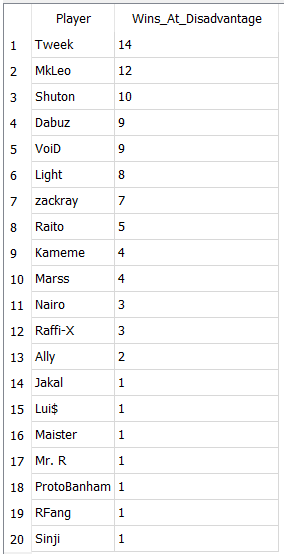 Player Wins_At_Disadvantage
1 Tweek 14
2 MkLeo 12
3 Shuton 10
4 Dabuz 9
5 VoiD 9
6 Light 8
7 zackray 7
8 Raito 5
9 Kameme 4
10 Marss 4
11 Nairo 3
12 Raffi-X 3
13 Ally 2
14 Jakal 1
15 Lui$ 1
16 Maister 1
17 Mr. R 1
18 ProtoBanham 1
19 RFang 1
20 Sinji 1